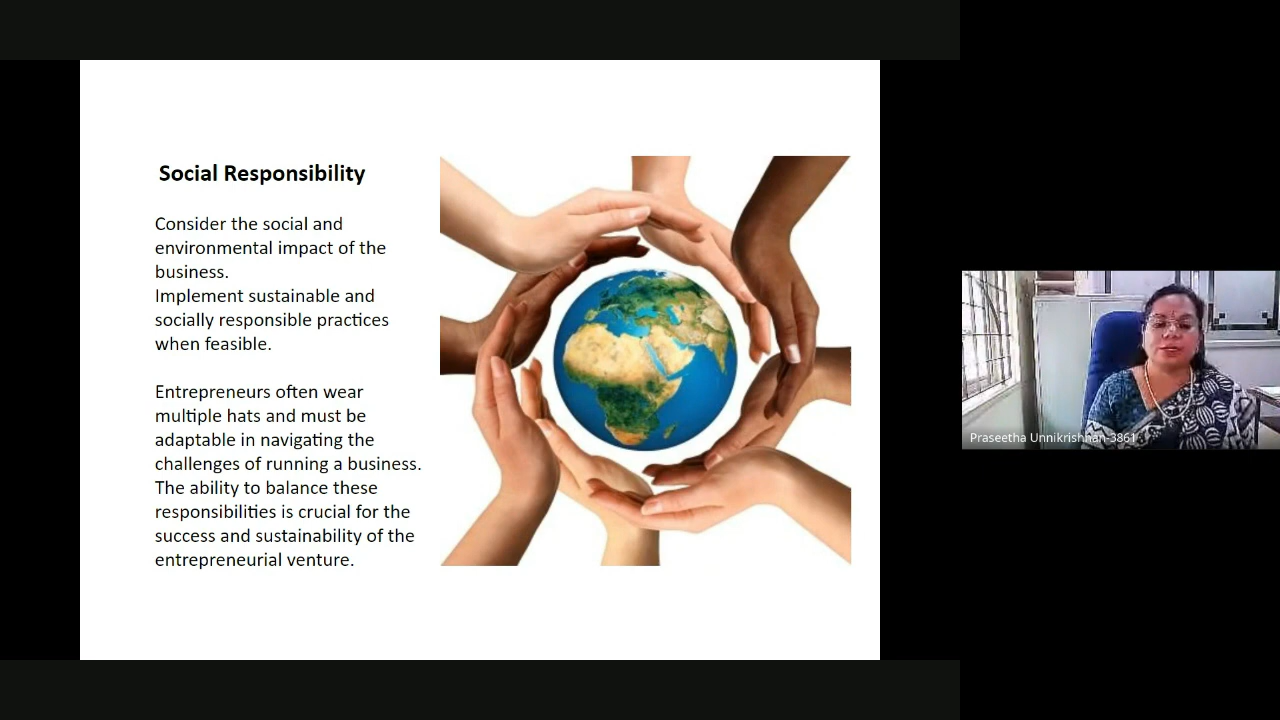 Social Responsibility
Consider the social and
environmental impact of the
business.
Implement sustainable and
socially responsible practices
when feasible.
Entrepreneurs often wear
multiple hats and must be
adaptable in navigating the
challenges of running a business.
The ability to balance these
responsibilities is crucial for the
success and sustainability of the
entrepreneurial venture.
Praseetha Unnikrishnan-3861